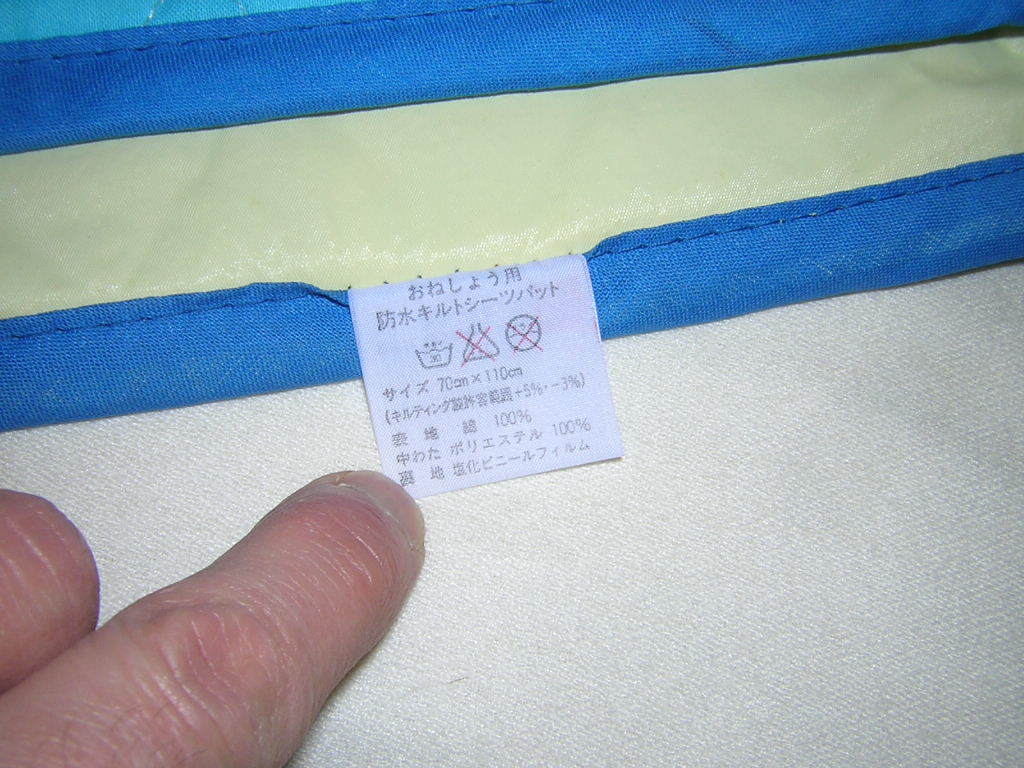 おねしょう用
防水キルトシーツパット
サイズ 70cm×110cm
(キルティング設許容範囲+5%・-3%)
表地 綿 100%
中わた ポリエステル 100%
裏地 塩化ビニールフィルム